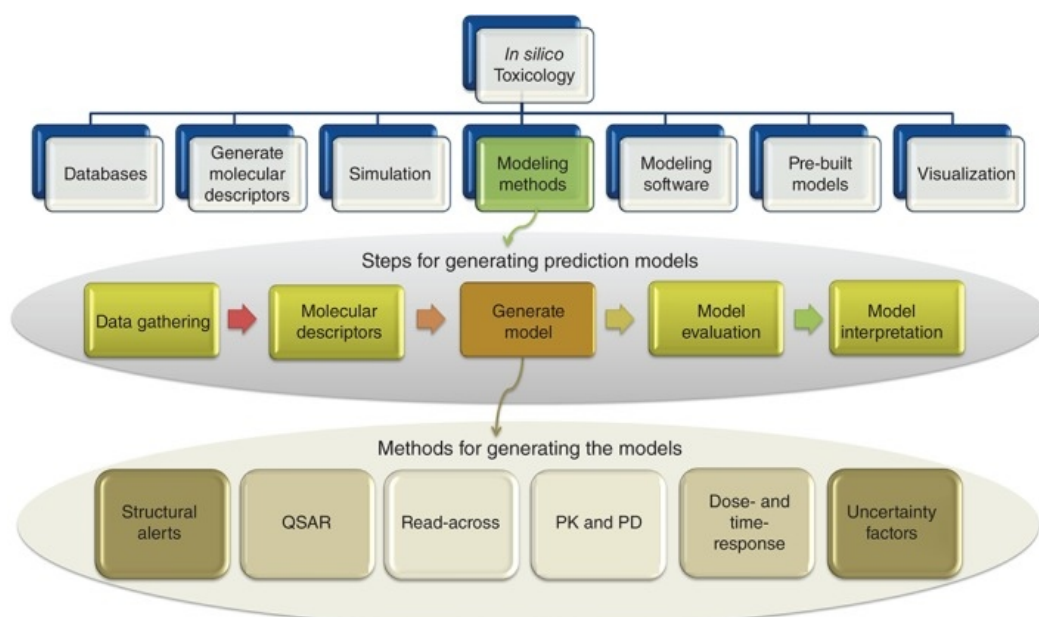 In silico
Toxicology
Databases
Generate
molecular
descriptors
Simulation
Modeling
methods
Modeling
software
Pre-built
models
Visualization
Steps for generating prediction models
Data gathering
Molecular
descriptors
Generate
model
Model
evaluation
Model
interpretation
Methods for generating the models
Structural
alerts
QSAR
Read-across
PK and PD
Dose- and
time-
response
Uncertainty
factors